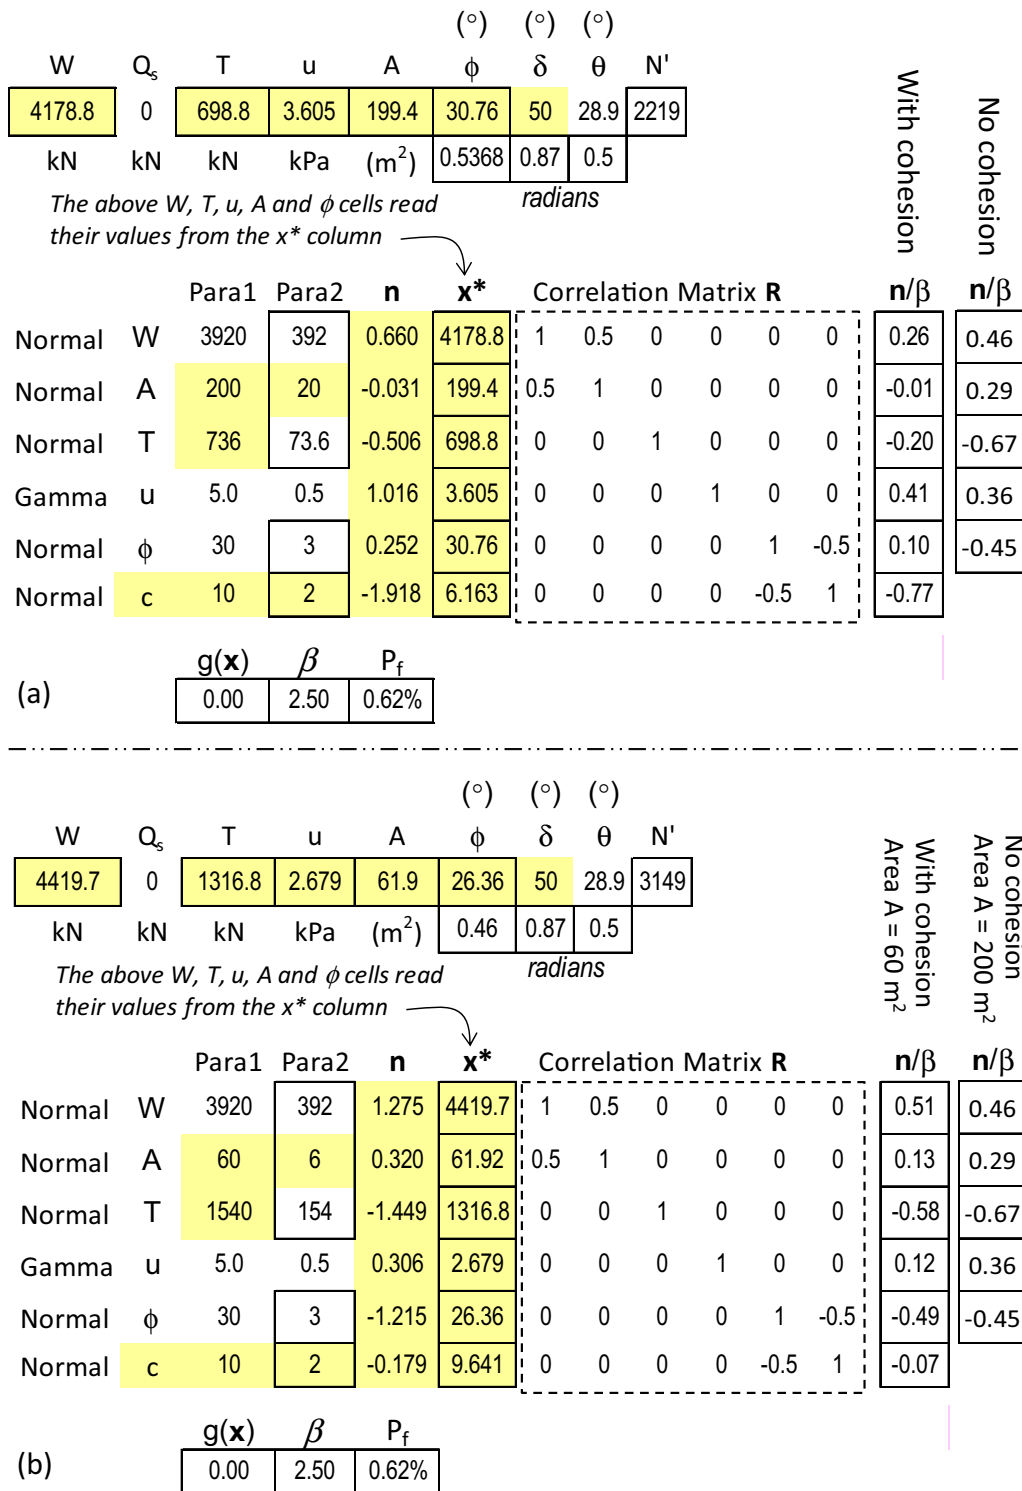 (°) (°) (°)
W Qs T u A ϕ δ θ N'
4178.8 0 698.8 3.605 199.4 30.76 50 28.9 2219
kN kN kN kPa (m²) 0.5368 0.87 0.5
radians
The above W, T, u, A and ϕ cells read
their values from the x* column
With cohesion
No cohesion
Para1 Para2 n x* Correlation Matrix R n/β n/β
Normal W 3920 392 0.660 4178.8 1 0.5 0 0 0 0 0.26 0.46
Normal A 200 20 -0.031 199.4 0.5 1 0 0 0 0 -0.01 0.29
Normal T 736 73.6 -0.506 698.8 0 0 1 0 0 0 -0.20 -0.67
Gamma u 5.0 0.5 1.016 3.605 0 0 0 1 0 0 0.41 0.36
Normal ϕ 30 3 0.252 30.76 0 0 0 0 1 -0.5 0.10 -0.45
Normal c 10 2 -1.918 6.163 0 0 0 0 -0.5 1 -0.77
g(x) β Pf
(a) 0.00 2.50 0.62%
(°) (°) (°)
W Qs T u A ϕ δ θ N'
4419.7 0 1316.8 2.679 61.9 26.36 50 28.9 3149
kN kN kN kPa (m²) 0.46 0.87 0.5
radians
The above W, T, u, A and ϕ cells read
their values from the x* column
With cohesion
Area A = 60 m²
No cohesion
Area A = 200 m²
Para1 Para2 n x* Correlation Matrix R n/β n/β
Normal W 3920 392 1.275 4419.7 1 0.5 0 0 0 0 0.51 0.46
Normal A 60 6 0.320 61.92 0.5 1 0 0 0 0 0.13 0.29
Normal T 1540 154 -1.449 1316.8 0 0 1 0 0 0 -0.58 -0.67
Gamma u 5.0 0.5 0.306 2.679 0 0 0 1 0 0 0.12 0.36
Normal ϕ 30 3 -1.215 26.36 0 0 0 0 1 -0.5 -0.49 -0.45
Normal c 10 2 -0.179 9.641 0 0 0 0 -0.5 1 -0.07
g(x) β Pf
(b) 0.00 2.50 0.62%